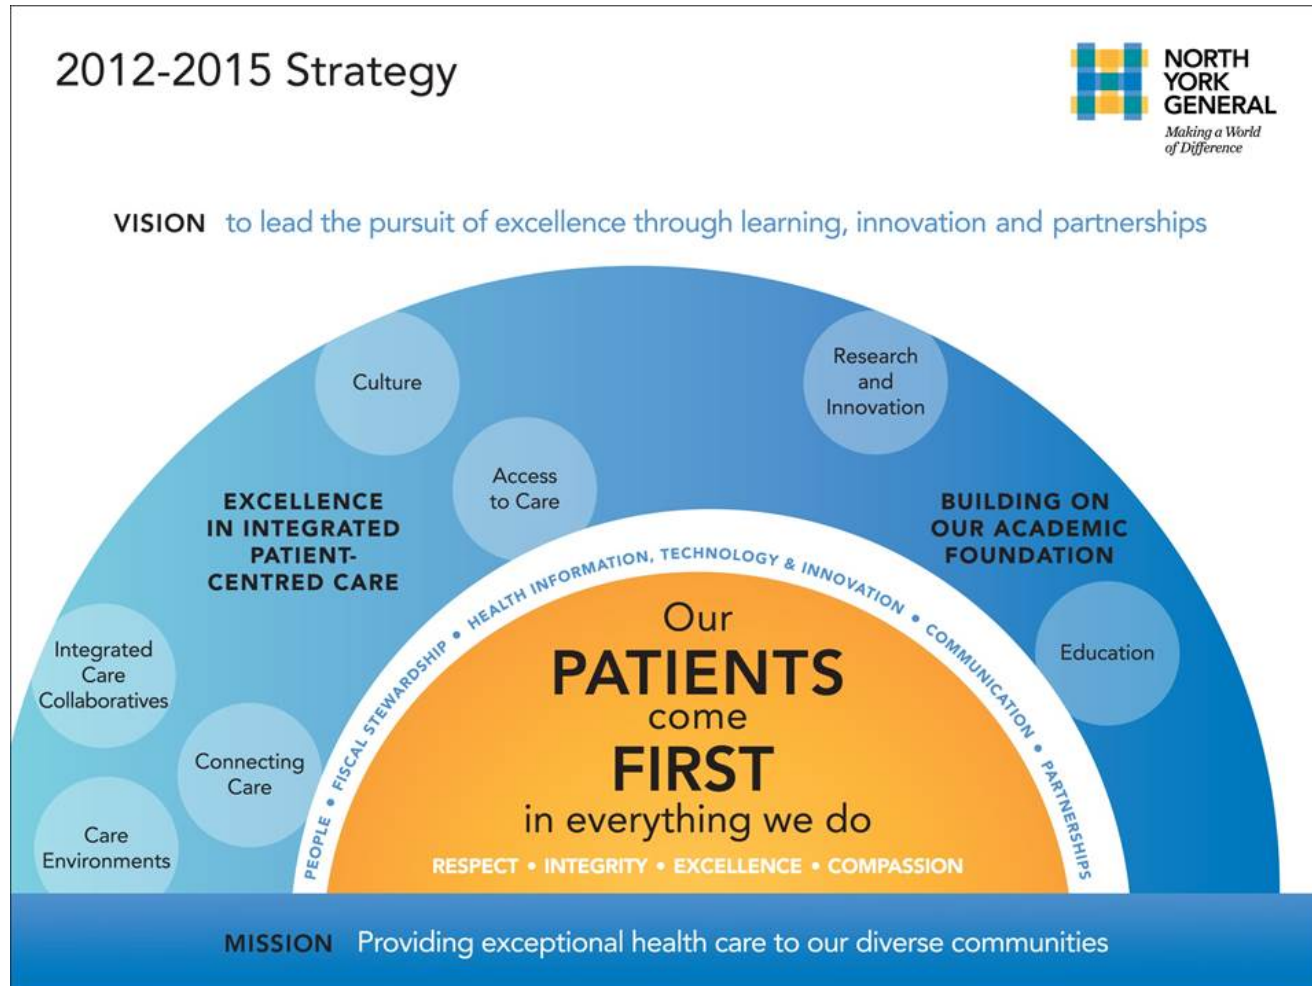 2012-2015 Strategy
NORTH
YORK
GENERAL
Making a World
of Difference
VISION to lead the pursuit of excellence through learning, innovation and partnerships
Culture
Research
and
Innovation
Access
to Care
EXCELLENCE
IN INTEGRATED
PATIENT-
CENTRED CARE
BUILDING ON
OUR ACADEMIC
FOUNDATION
Integrated
Care
Collaboratives
Connecting
Care
Care
Environments
Education
PEOPLE • FISCAL STEWARDSHIP • HEALTH INFORMATION, TECHNOLOGY & INNOVATION • COMMUNICATION • PARTNERSHIPS
Our
PATIENTS
come
FIRST
in everything we do
RESPECT • INTEGRITY • EXCELLENCE • COMPASSION
MISSION Providing exceptional health care to our diverse communities